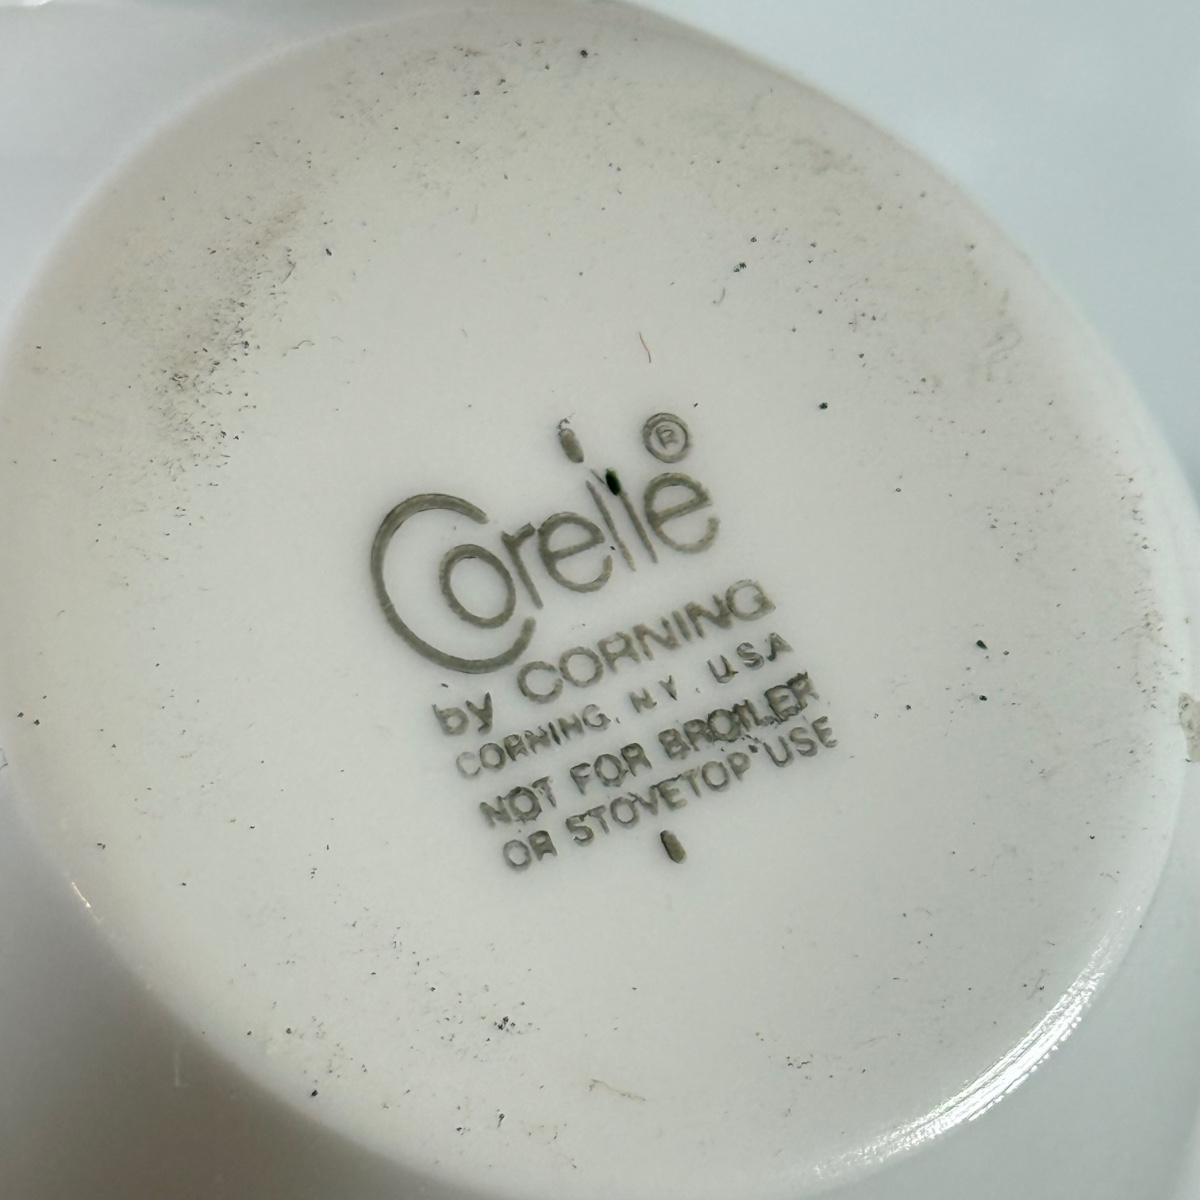 Corelle ®
by CORNING
CORNING, N.Y. USA
NOT FOR BROILER
OR STOVETOP USE